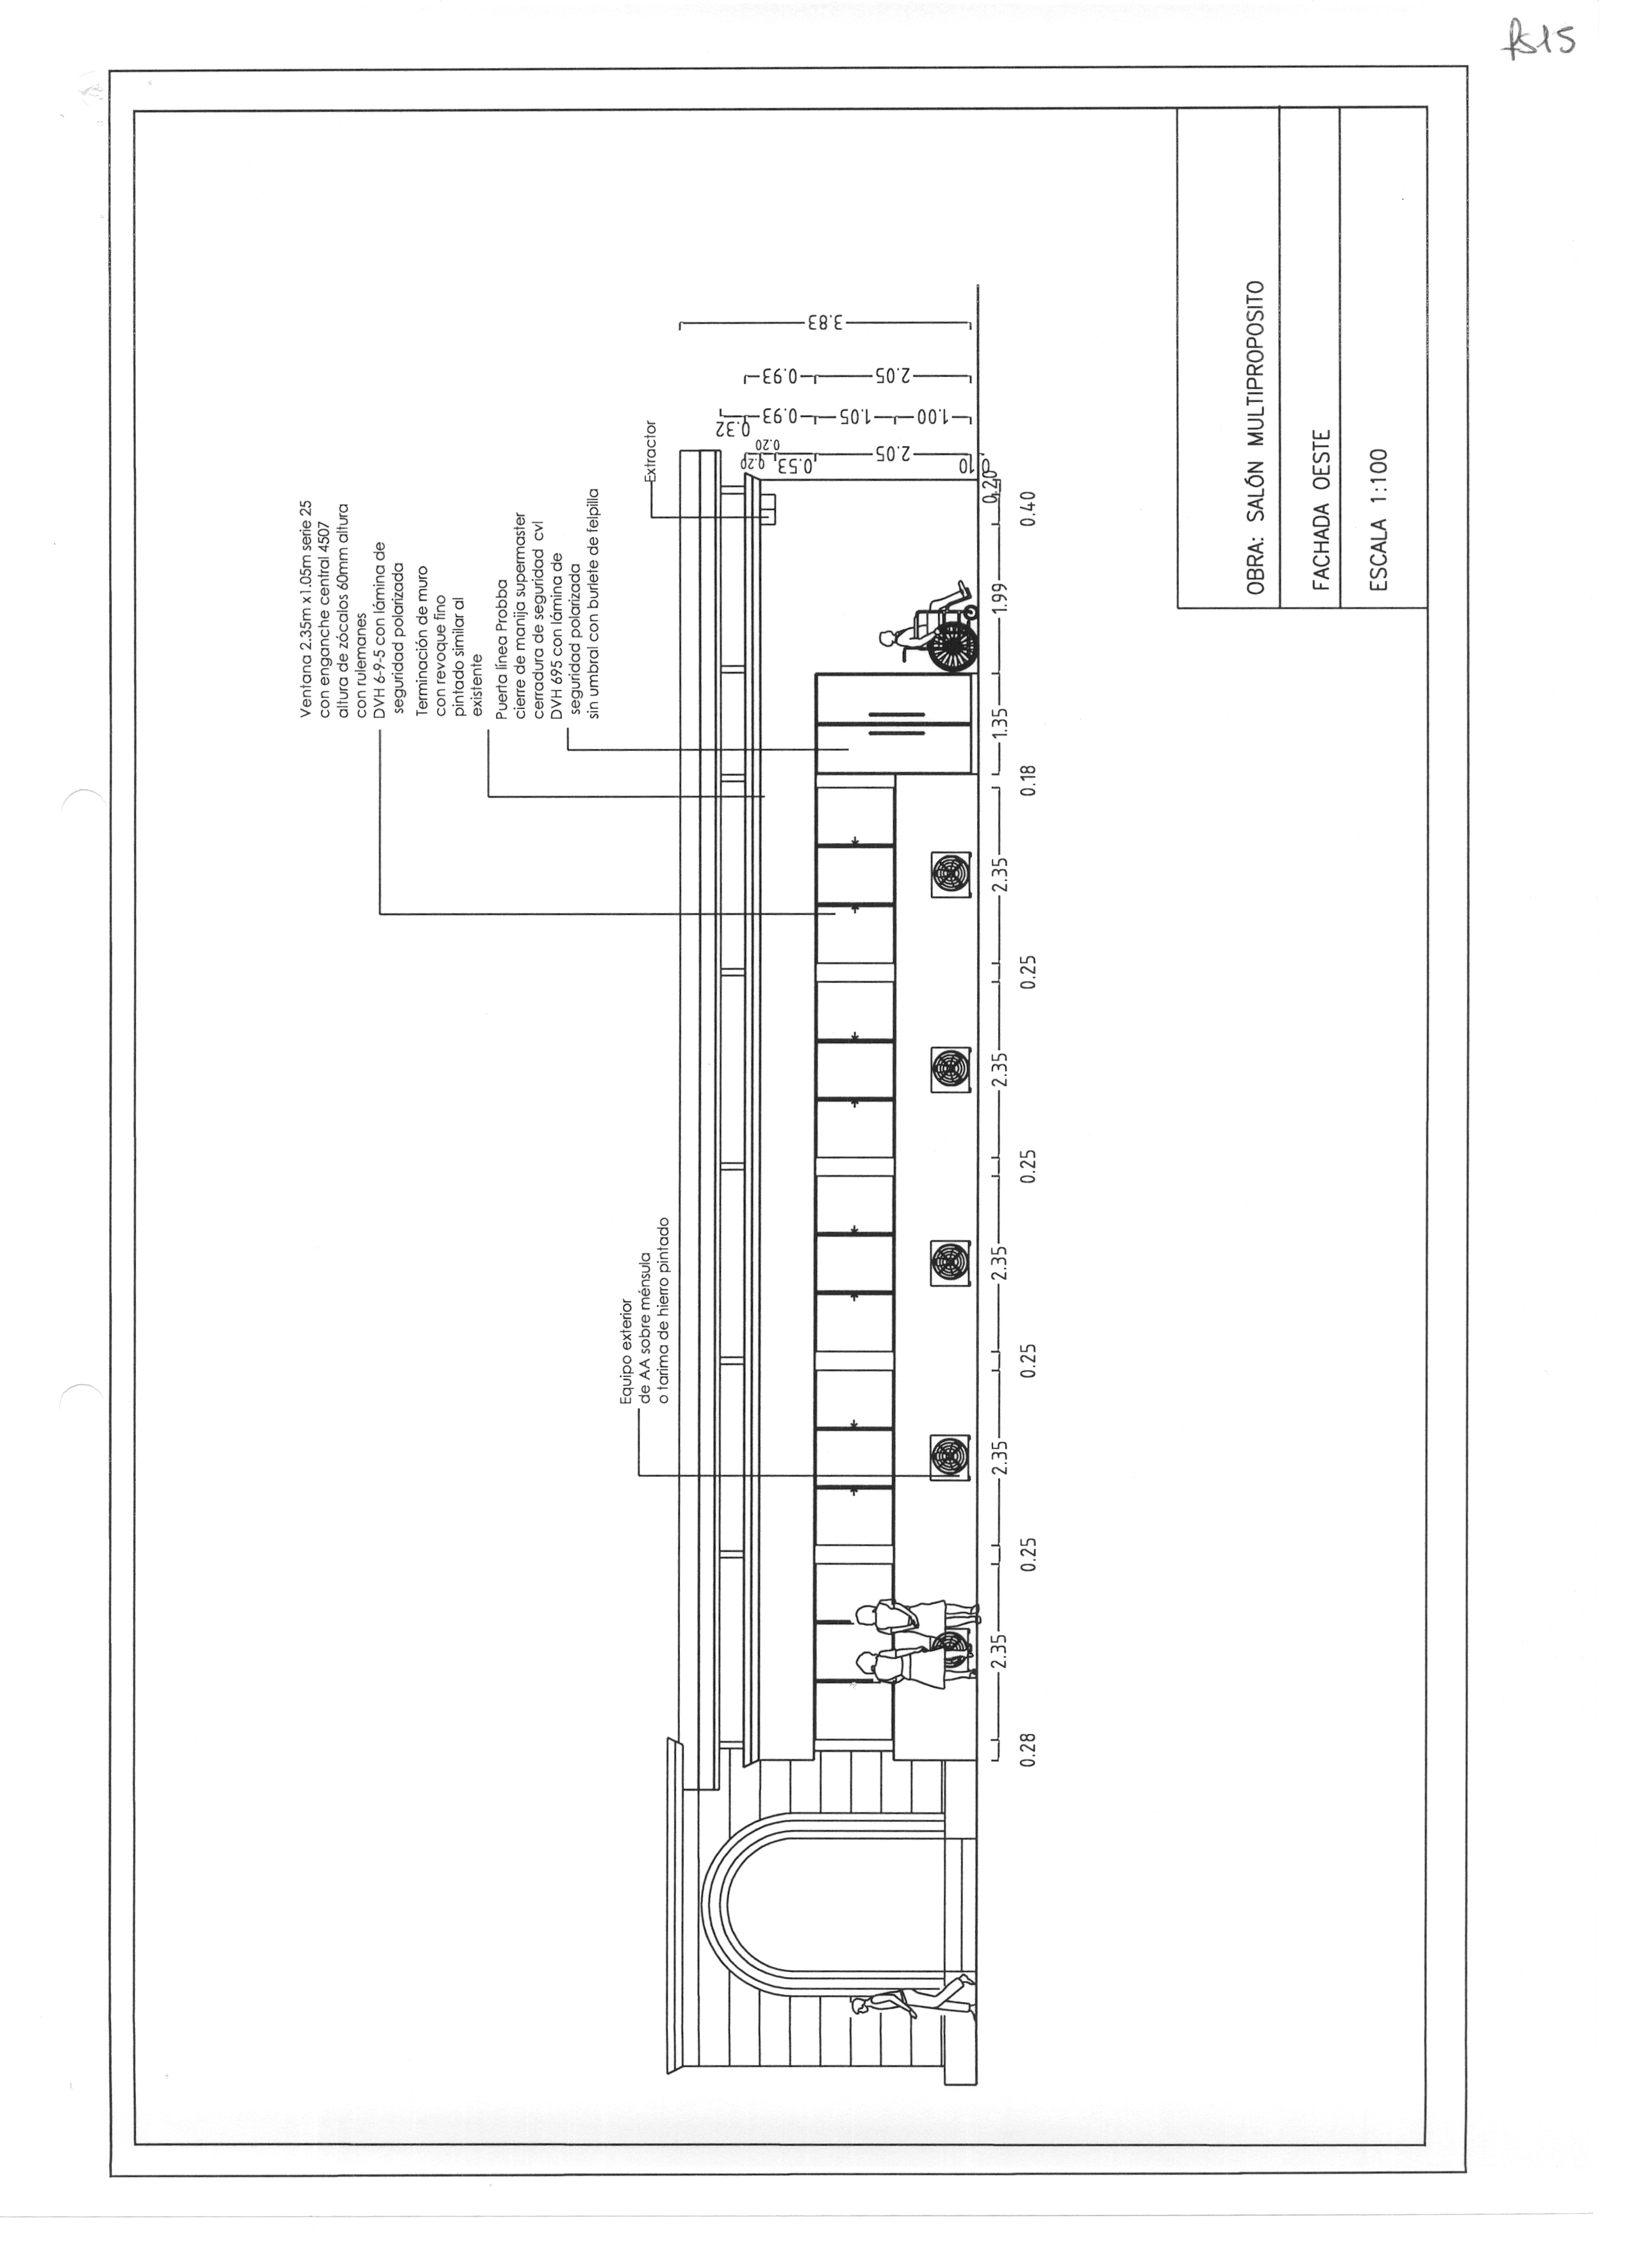 fs15
Ventana 2.35m x1.05m serie 25
con enganche central 4507
altura de zócalos 60mm altura
con rulemanes
DVH 6-9-5 con lámina de
seguridad polarizada
Terminación de muro
con revoque fino
pintado similar al
existente
Puerta línea Probba
cierre de manija supermaster
cerradura de seguridad cvl
DVH 695 con lámina de
seguridad polarizada
sin umbral con burlete de felpilla
Equipo exterior
de AA sobre ménsula
o tarima de hierro pintado
Extractor
3.83
0.93
2.05
0.32
0.93
1.05
1.00
0.20
0.20
0.53
2.05
0.20
2.35
2.35
2.35
2.35
2.35
1.35
1.99
0.28
0.25
0.25
0.25
0.25
0.18
0.40
OBRA: SALÓN MULTIPROPOSITO
FACHADA OESTE
ESCALA 1:100